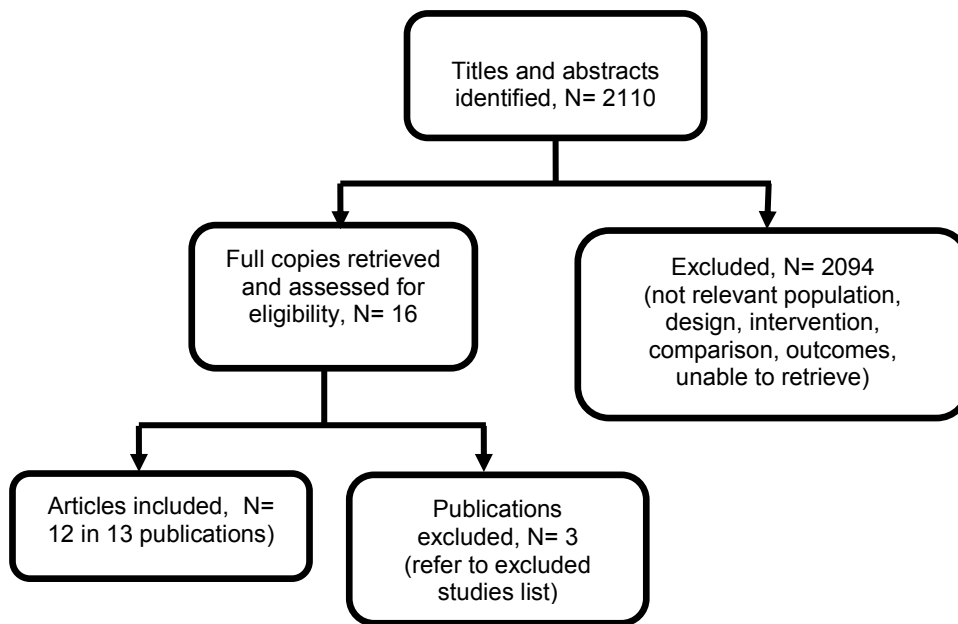 Titles and abstracts
identified, N= 2110
Full copies retrieved
and assessed for
eligibility, N= 16
Excluded, N= 2094
(not relevant population,
design, intervention,
comparison, outcomes,
unable to retrieve)
Articles included,  N=
12 in 13 publications)
Publications
excluded, N= 3
(refer to excluded
studies list)